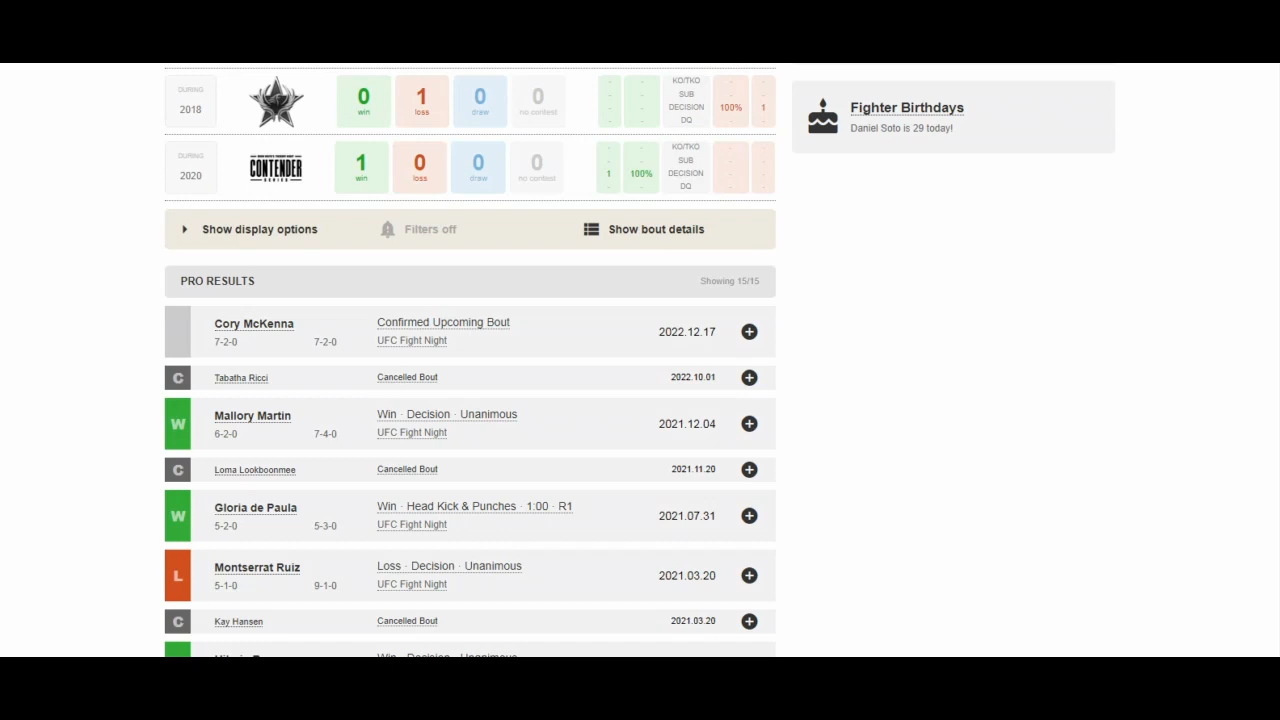 DURING
2018
0
win
1
loss
0
draw
0
no contest
KO/TKO
SUB
DECISION
DQ
100%
1
DURING
2020
CONTENDER
SERIES
1
win
0
loss
0
draw
0
no contest
1
100%
KO/TKO
SUB
DECISION
DQ
Show display options
Filters off
Show bout details
PRO RESULTS
Showing 15/15
Cory McKenna
7-2-0 7-2-0
Confirmed Upcoming Bout
UFC Fight Night
2022.12.17
C
Tabatha Ricci
Cancelled Bout
2022.10.01
W
Mallory Martin
6-2-0 7-4-0
Win · Decision · Unanimous
UFC Fight Night
2021.12.04
C
Loma Lookboonmee
Cancelled Bout
2021.11.20
W
Gloria de Paula
5-2-0 5-3-0
Win · Head Kick & Punches · 1:00 · R1
UFC Fight Night
2021.07.31
L
Montserrat Ruiz
5-1-0 9-1-0
Loss · Decision · Unanimous
UFC Fight Night
2021.03.20
C
Kay Hansen
Cancelled Bout
2021.03.20
Win · Decision · Unanimous
Fighter Birthdays
Daniel Soto is 29 today!